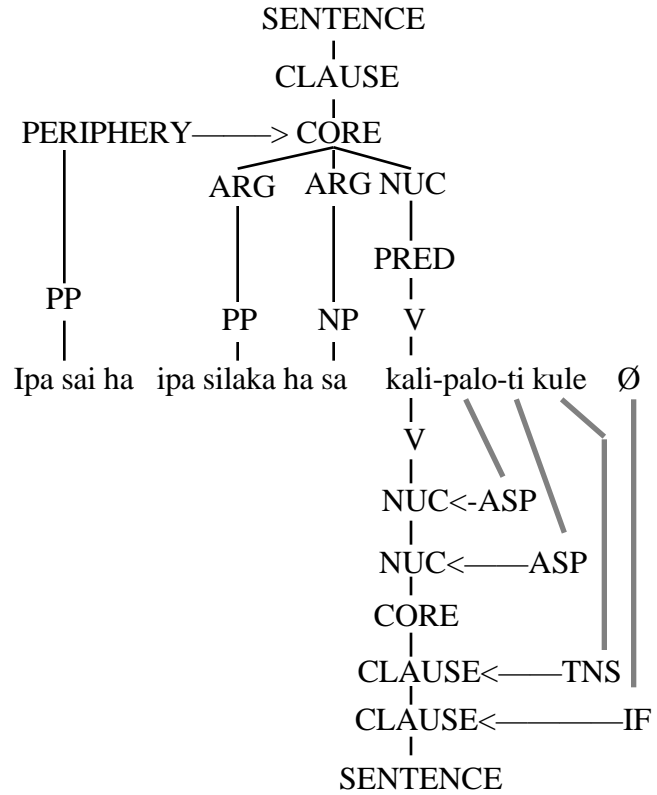 SENTENCE
CLAUSE
PERIPHERY———> CORE
ARG ARG NUC
PRED
PP
PP NP V
Ipa sai ha ipa silaka ha sa kali-palo-ti kule Ø
V
NUC<-ASP
NUC<——ASP
CORE
CLAUSE<——TNS
CLAUSE<————IF
SENTENCE